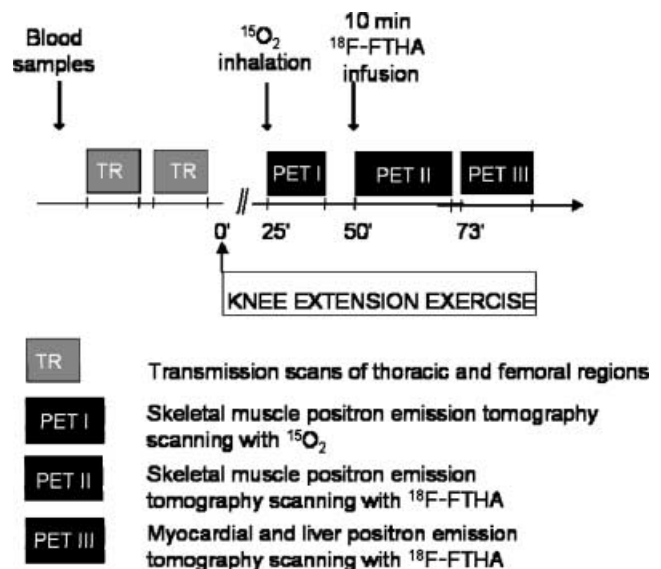 Blood
samples
¹⁵O₂
inhalation
10 min
¹⁸F-FTHA
infusion
TR
TR
PET I
PET II
PET III
0'
25'
50'
73'
KNEE EXTENSION EXERCISE
TR
Transmission scans of thoracic and femoral regions
PET I
Skeletal muscle positron emission tomography
scanning with ¹⁵O₂
PET II
Skeletal muscle positron emission
tomography scanning with ¹⁸F-FTHA
PET III
Myocardial and liver positron emission
tomography scanning with ¹⁸F-FTHA